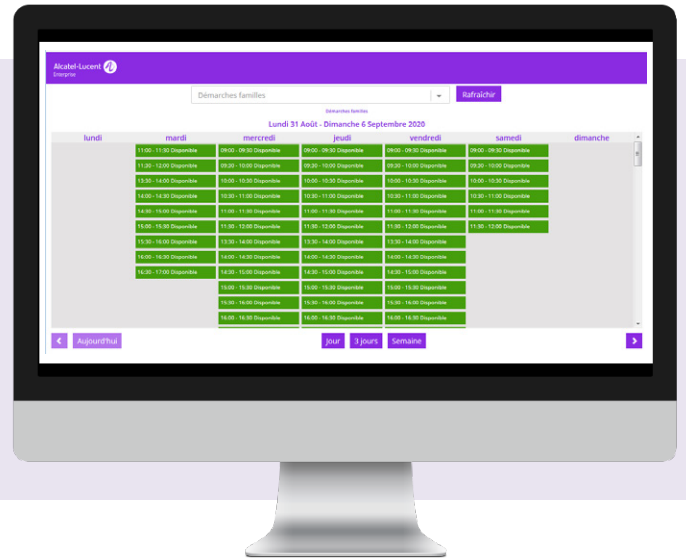 Alcatel-Lucent
Enterprise
Démarches familles
Rafraîchir
Démarches familles
Lundi 31 Août - Dimanche 6 Septembre 2020
lundi mardi mercredi jeudi vendredi samedi dimanche
11:00 - 11:30 Disponible 09:00 - 09:30 Disponible 09:00 - 09:30 Disponible 09:00 - 09:30 Disponible 09:00 - 09:30 Disponible
11:30 - 12:00 Disponible 09:30 - 10:00 Disponible 09:30 - 10:00 Disponible 09:30 - 10:00 Disponible 09:30 - 10:00 Disponible
13:30 - 14:00 Disponible 10:00 - 10:30 Disponible 10:00 - 10:30 Disponible 10:00 - 10:30 Disponible 10:00 - 10:30 Disponible
14:00 - 14:30 Disponible 10:30 - 11:00 Disponible 10:30 - 11:00 Disponible 10:30 - 11:00 Disponible 10:30 - 11:00 Disponible
14:30 - 15:00 Disponible 11:00 - 11:30 Disponible 11:00 - 11:30 Disponible 11:00 - 11:30 Disponible 11:00 - 11:30 Disponible
15:00 - 15:30 Disponible 11:30 - 12:00 Disponible 11:30 - 12:00 Disponible 11:30 - 12:00 Disponible 11:30 - 12:00 Disponible
15:30 - 16:00 Disponible 13:30 - 14:00 Disponible 13:30 - 14:00 Disponible 13:30 - 14:00 Disponible
16:00 - 16:30 Disponible 14:00 - 14:30 Disponible 14:00 - 14:30 Disponible 14:00 - 14:30 Disponible
16:30 - 17:00 Disponible 14:30 - 15:00 Disponible 14:30 - 15:00 Disponible 14:30 - 15:00 Disponible
15:00 - 15:30 Disponible 15:00 - 15:30 Disponible 15:00 - 15:30 Disponible
15:30 - 16:00 Disponible 15:30 - 16:00 Disponible 15:30 - 16:00 Disponible
16:00 - 16:30 Disponible 16:00 - 16:30 Disponible 16:00 - 16:30 Disponible
Aujourd'hui Jour 3 jours Semaine